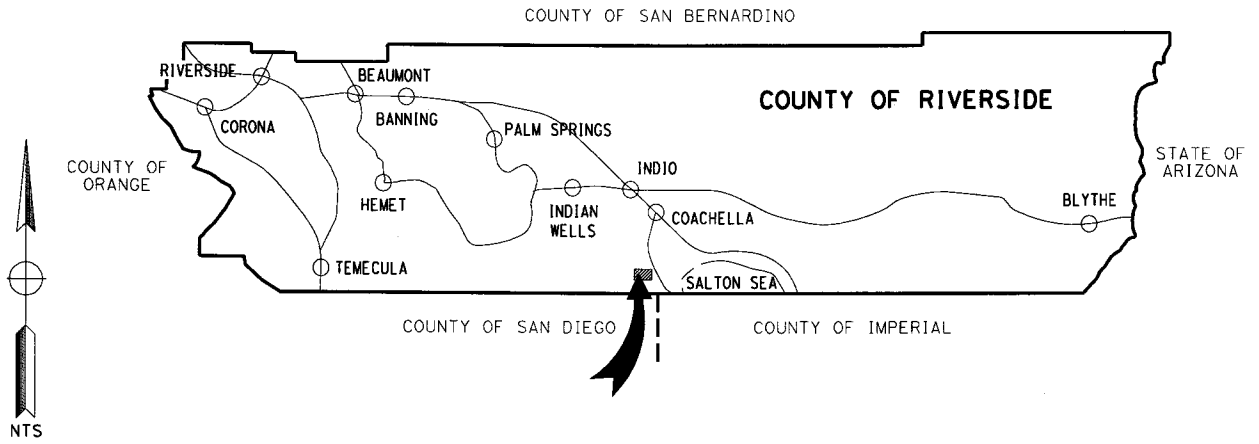 COUNTY OF SAN BERNARDINO
RIVERSIDE
BEAUMONT
COUNTY OF RIVERSIDE
CORONA
BANNING
PALM SPRINGS
COUNTY OF
ORANGE
STATE OF
ARIZONA
INDIO
HEMET
INDIAN
WELLS
COACHELLA
BLYTHE
TEMECULA
SALTON SEA
COUNTY OF SAN DIEGO
COUNTY OF IMPERIAL
NTS